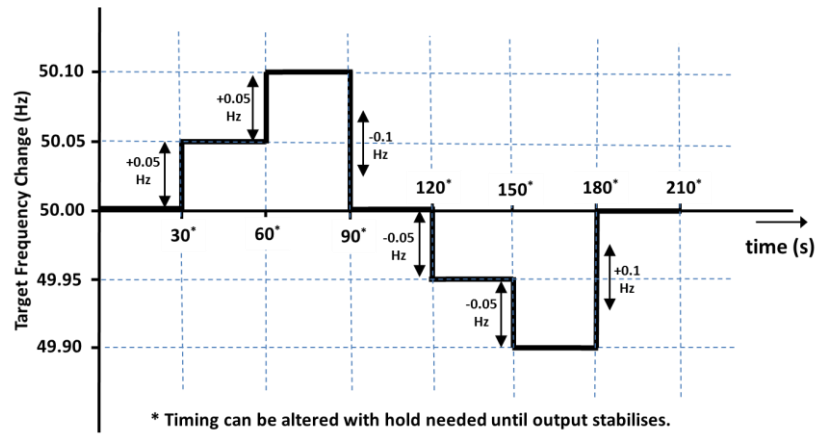 Target Frequency Change (Hz)
50.10
50.05
50.00
49.95
49.90
+0.05
Hz
+0.05
Hz
-0.1
Hz
-0.05
Hz
-0.05
Hz
+0.1
Hz
30*
60*
90*
120*
150*
180*
210*
time (s)
* Timing can be altered with hold needed until output stabilises.